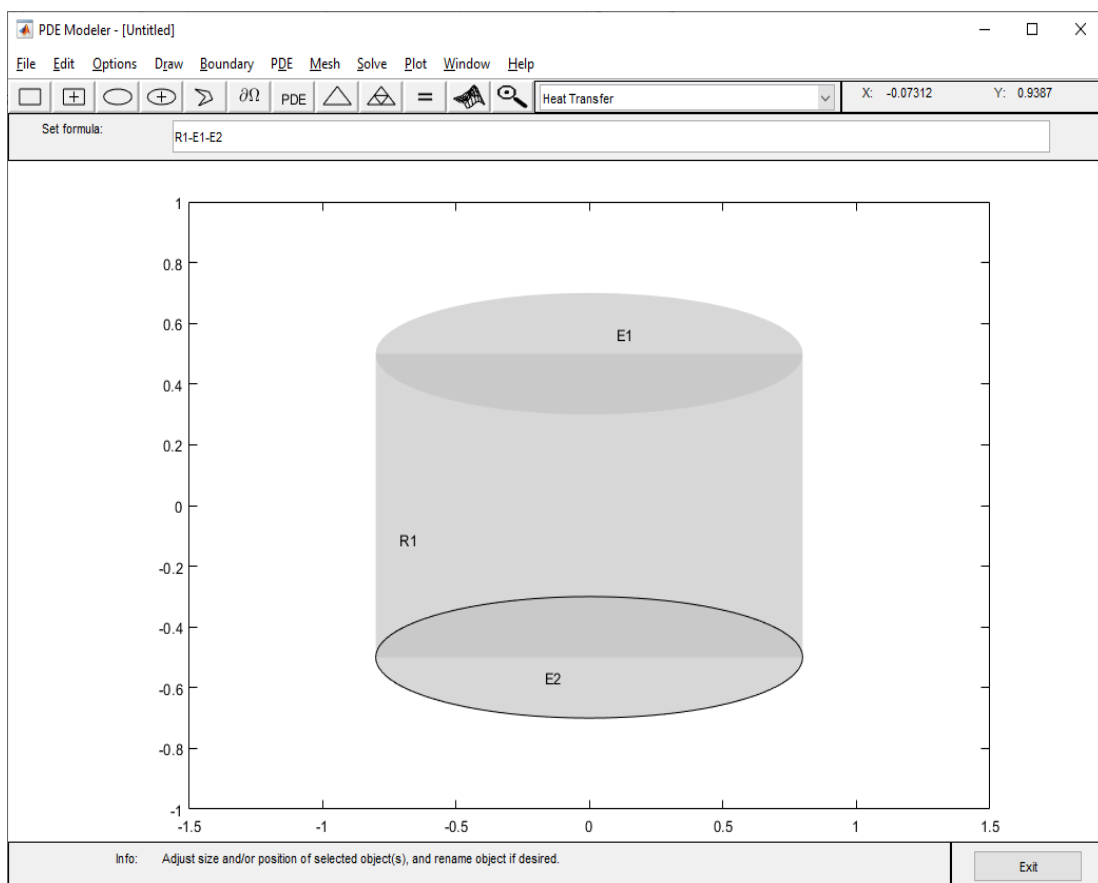 PDE Modeler - [Untitled]
File Edit Options Draw Boundary PDE Mesh Solve Plot Window Help
∂Ω PDE = Heat Transfer X: -0.07312 Y: 0.9387
Set formula: R1-E1-E2
1
0.8
0.6
E1
0.4
0.2
0
R1
-0.2
-0.4
E2
-0.6
-0.8
-1
-1.5 -1 -0.5 0 0.5 1 1.5
Info: Adjust size and/or position of selected object(s), and rename object if desired. Exit